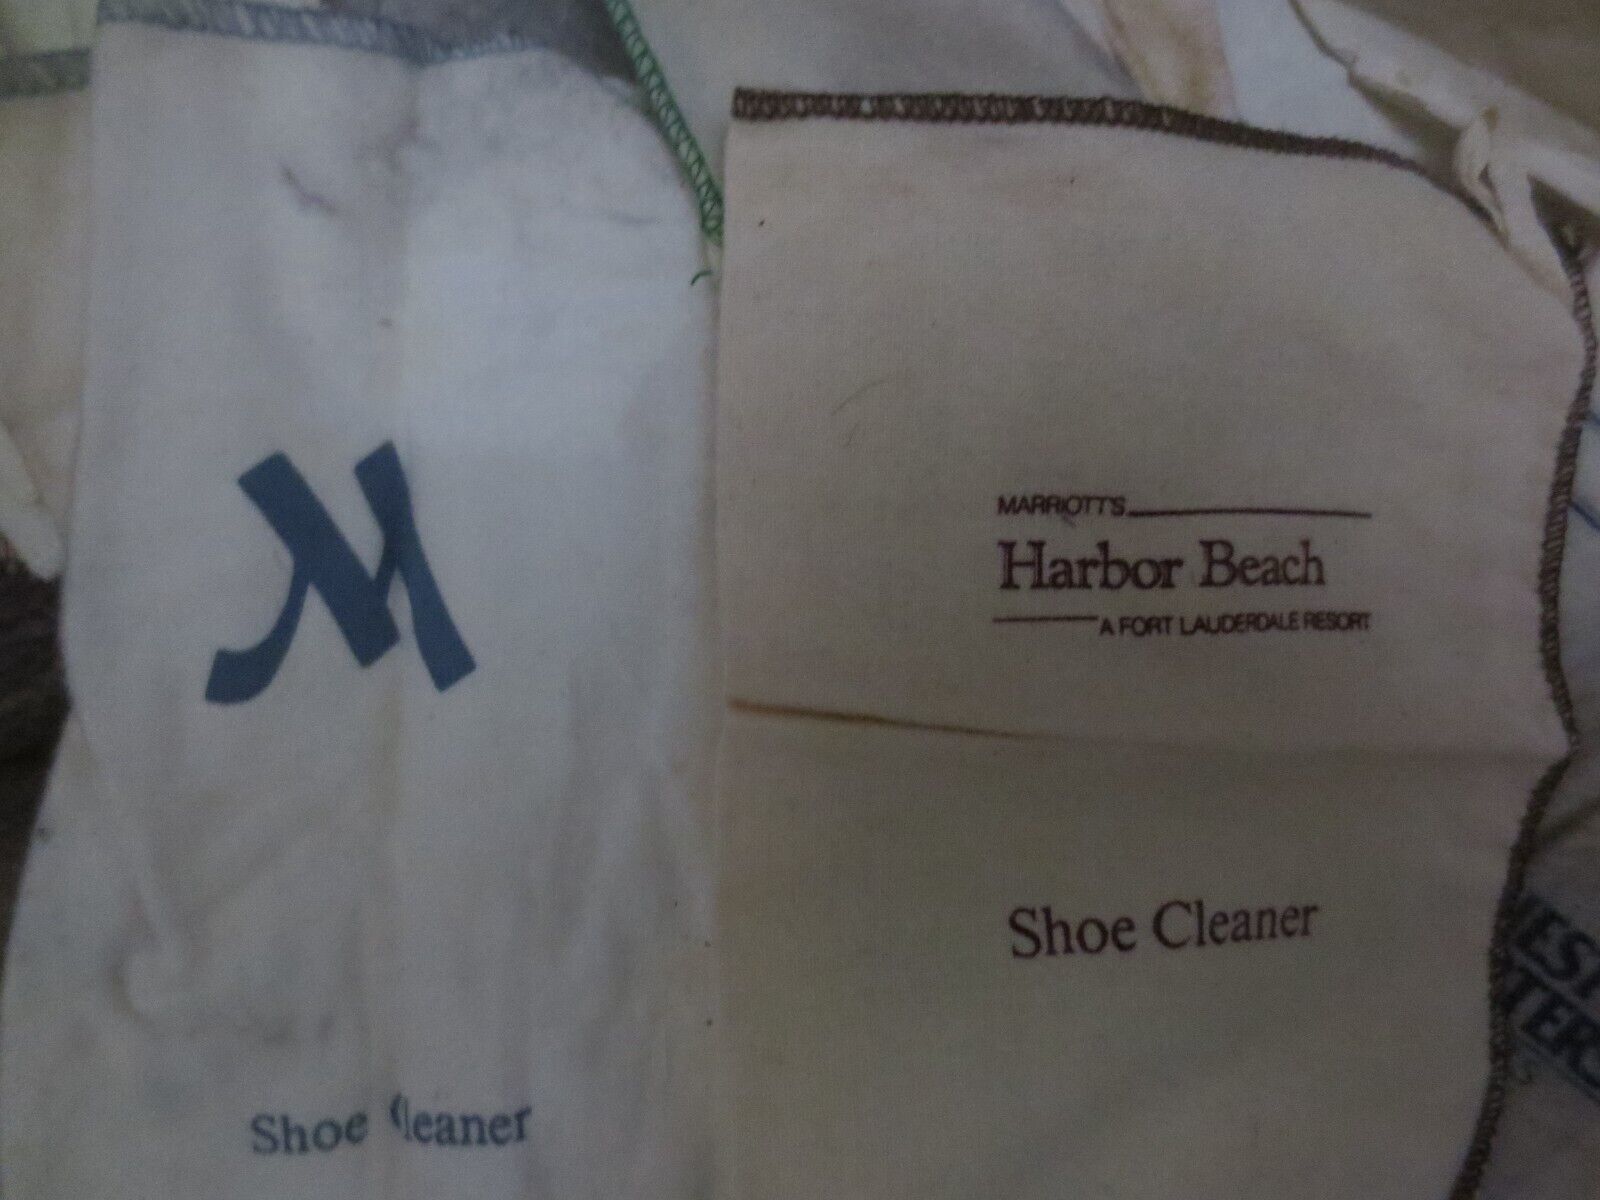 M
Shoe Cleaner
MARRIOTT'S
Harbor Beach
A FORT LAUDERDALE RESORT
Shoe Cleaner